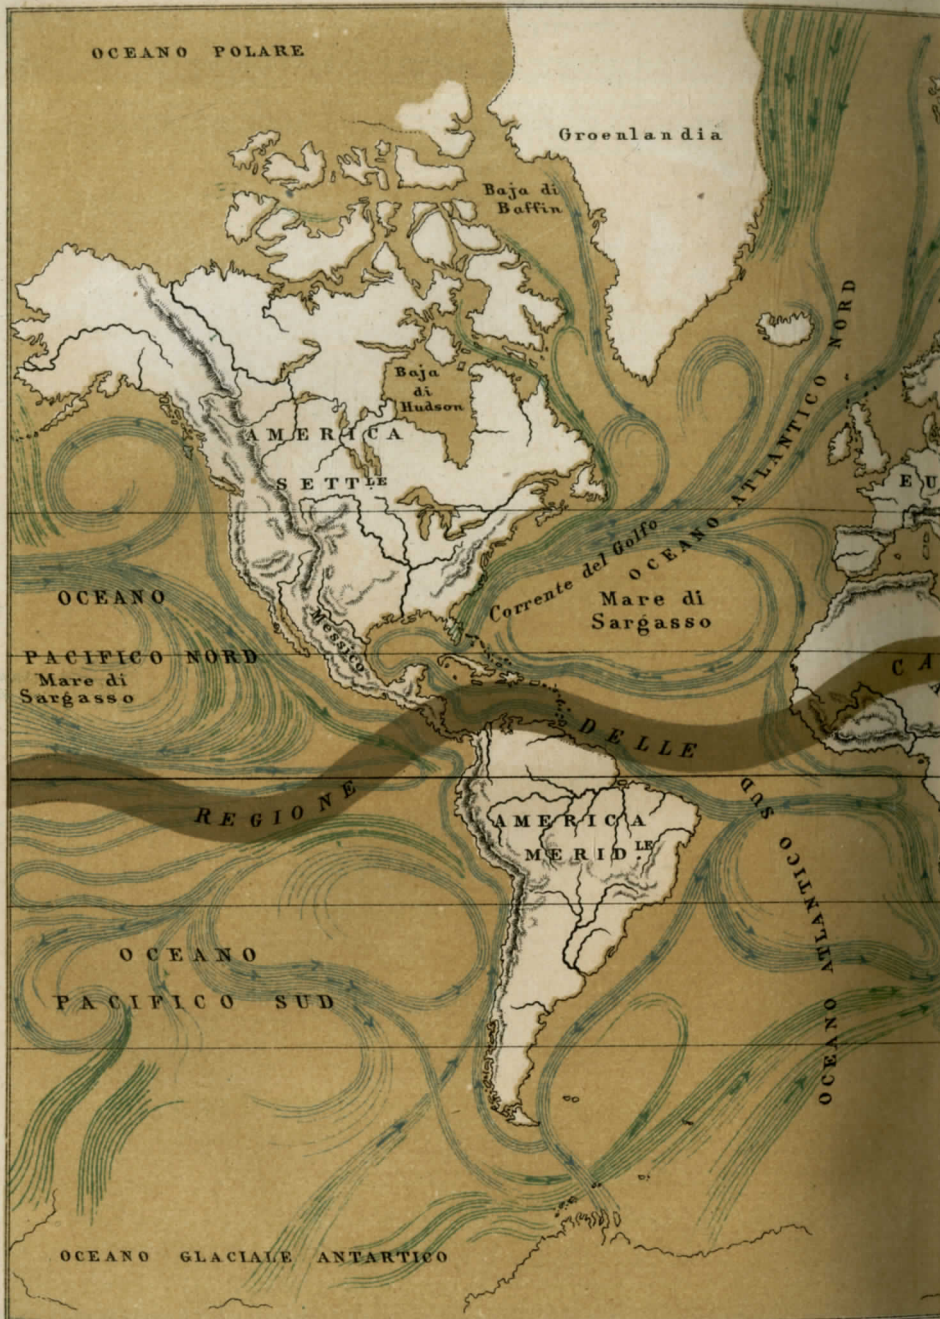 OCEANO POLARE
Groenlandia
Baja di
Baffin
Baja
di
Hudson
AMERICA
SETT.LE
EU
OCEANO ATLANTICO NORD
Corrente del Golfo
Mare di
Sargasso
OCEANO
PACIFICO NORD
Mare di
Sargasso
Messico
CA
REGIONE DELLE
AMERICA
MERID.LE
OCEANO ATLANTICO SUD
OCEANO
PACIFICO SUD
OCEANO GLACIALE ANTARTICO